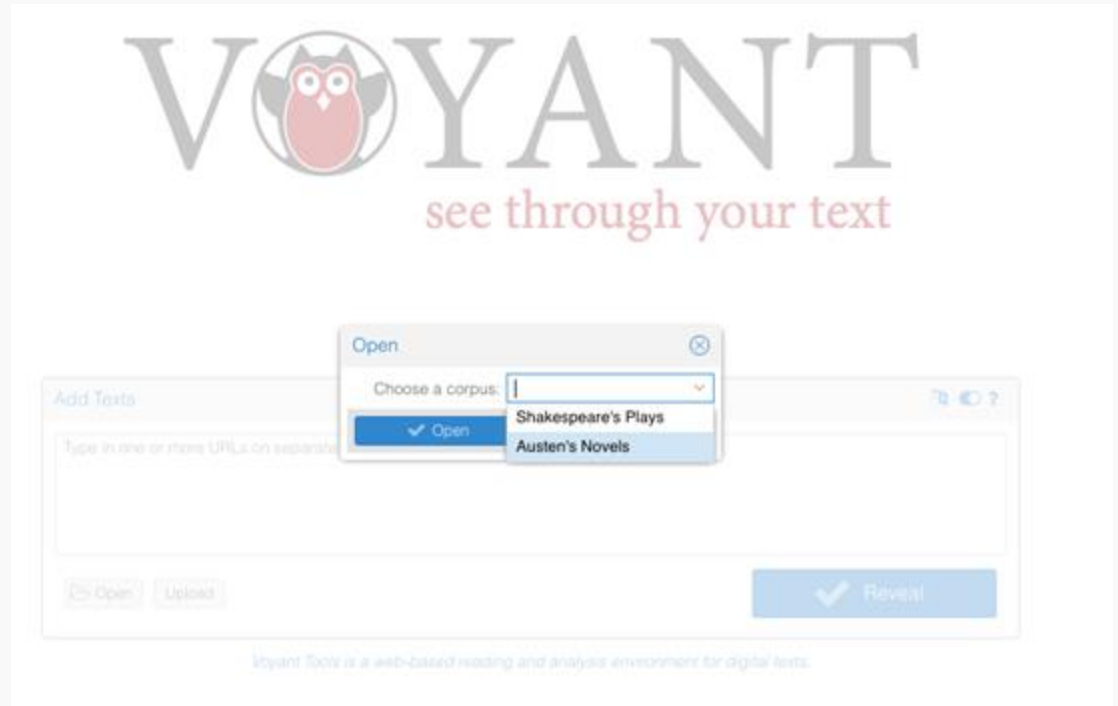 VOYANT
see through your text
Open
Choose a corpus:
Shakespeare's Plays
Open
Austen's Novels
Add Texts
?
Type in one or more URLs on separate
Open Upload
Reveal
Voyant Tools is a web-based reading and analysis environment for digital texts.